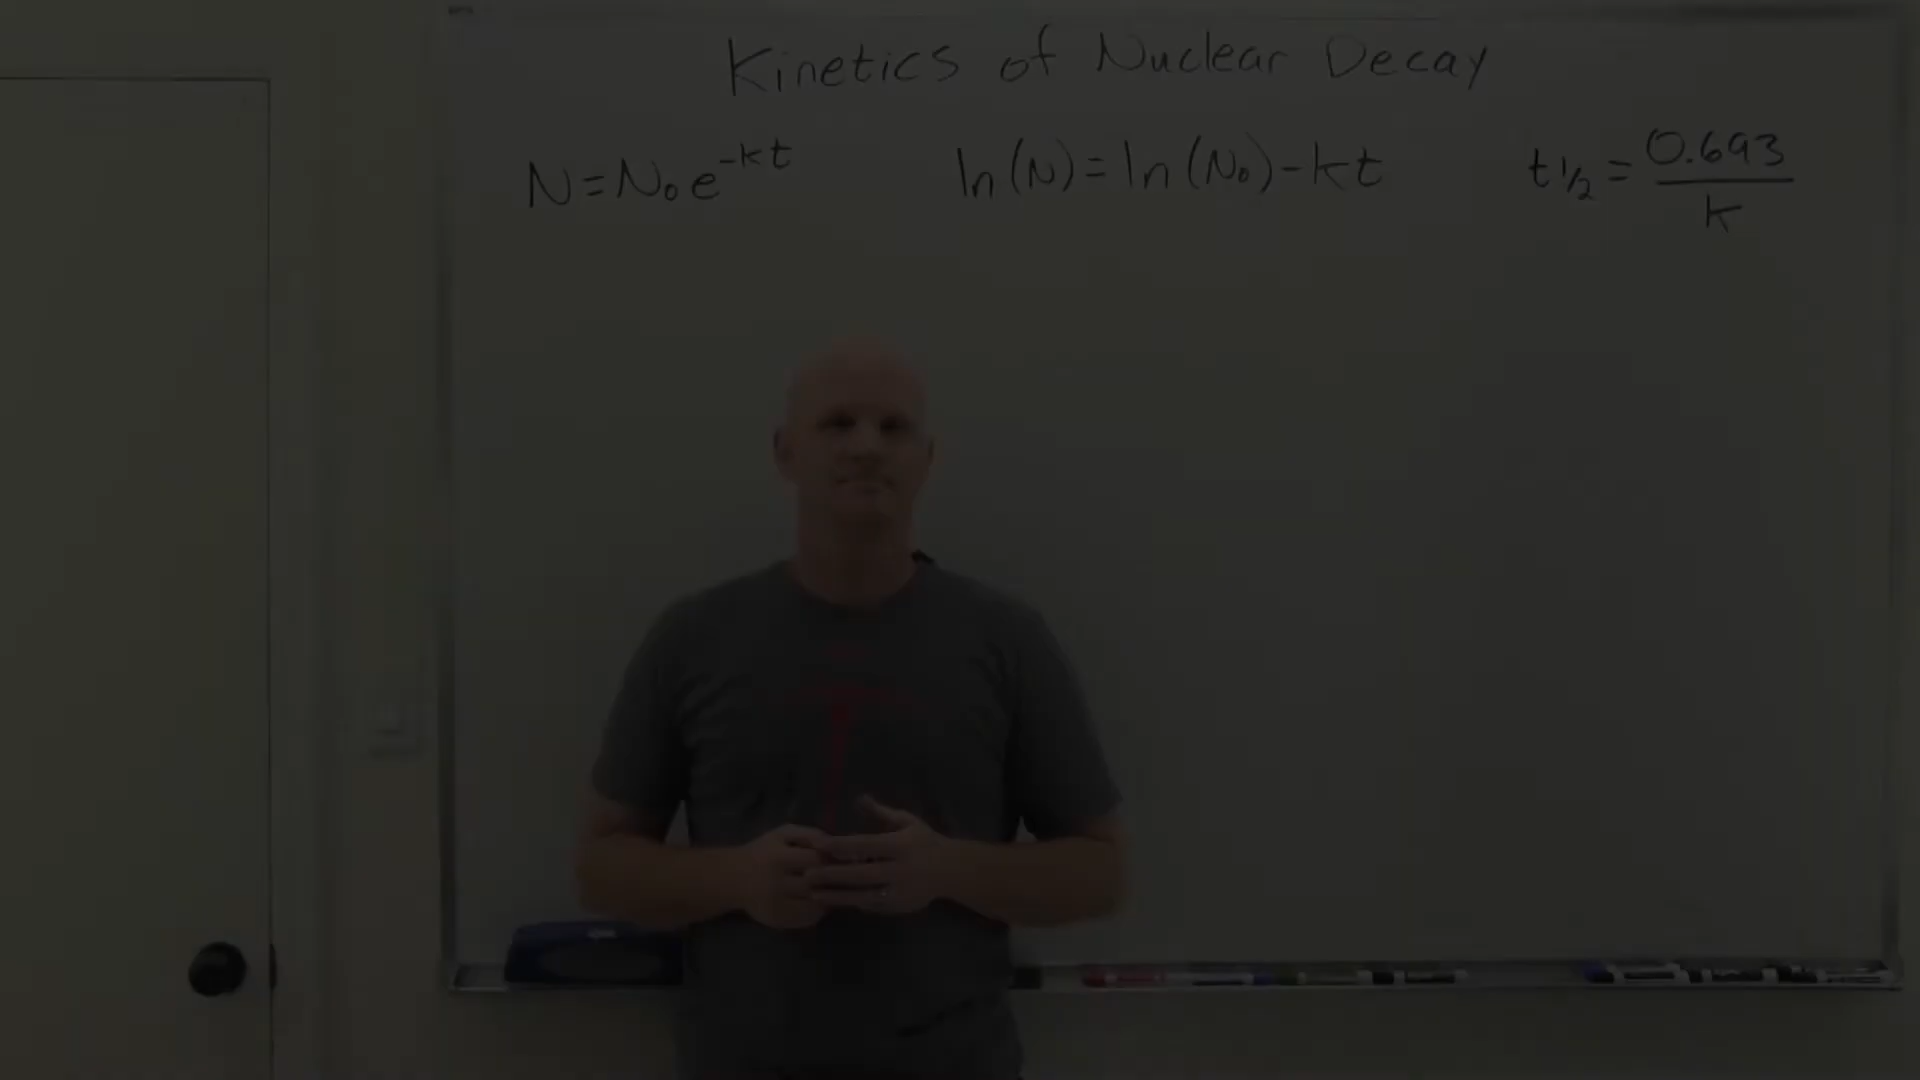 Kinetics of Nuclear Decay
N=N₀e^-kt ln(N)=ln(N₀)-kt t1/2=0.693/k